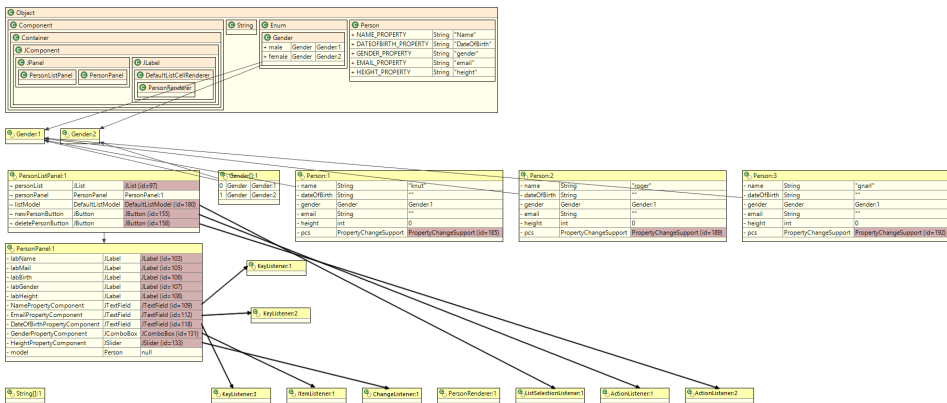 Object
Component
Container
JComponent
JPanel
PersonListPanel
PersonPanel
JLabel
DefaultListCellRenderer
PersonRenderer
String
Enum
Gender
+ male Gender Gender:1
+ female Gender Gender:2
Person
+ NAME_PROPERTY String "Name"
+ DATEOFBIRTH_PROPERTY String "DateOfBirth"
+ GENDER_PROPERTY String "gender"
+ EMAIL_PROPERTY String "email"
+ HEIGHT_PROPERTY String "height"
Gender:1
Gender:2
PersonListPanel:1
~ personList JList JList (id=97)
~ personPanel PersonPanel PersonPanel:1
~ listModel DefaultListModel DefaultListModel (id=180)
~ newPersonButton JButton JButton (id=155)
~ deletePersonButton JButton JButton (id=158)
Gender[]:1
0 Gender Gender:1
1 Gender Gender:2
Person:1
- name String "knut"
- dateOfBirth String ""
- gender Gender Gender:1
- email String ""
- height int 0
- pcs PropertyChangeSupport PropertyChangeSupport (id=185)
Person:2
- name String "roger"
- dateOfBirth String ""
- gender Gender Gender:1
- email String ""
- height int 0
- pcs PropertyChangeSupport PropertyChangeSupport (id=189)
Person:3
- name String "gnarl"
- dateOfBirth String ""
- gender Gender Gender:1
- email String ""
- height int 0
- pcs PropertyChangeSupport PropertyChangeSupport (id=192)
PersonPanel:1
- labName JLabel JLabel (id=103)
- labMail JLabel JLabel (id=105)
- labBirth JLabel JLabel (id=106)
- labGender JLabel JLabel (id=107)
- labHeight JLabel JLabel (id=108)
- NamePropertyComponent JTextField JTextField (id=109)
- EmailPropertyComponent JTextField JTextField (id=112)
- DateOfBirthPropertyComponent JTextField JTextField (id=118)
- GenderPropertyComponent JComboBox JComboBox (id=131)
- HeightPropertyComponent JSlider JSlider (id=133)
- model Person null
KeyListener:1
KeyListener:2
String[]:1
KeyListener:3
ItemListener:1
ChangeListener:1
PersonRenderer:1
ListSelectionListener:1
ActionListener:1
ActionListener:2